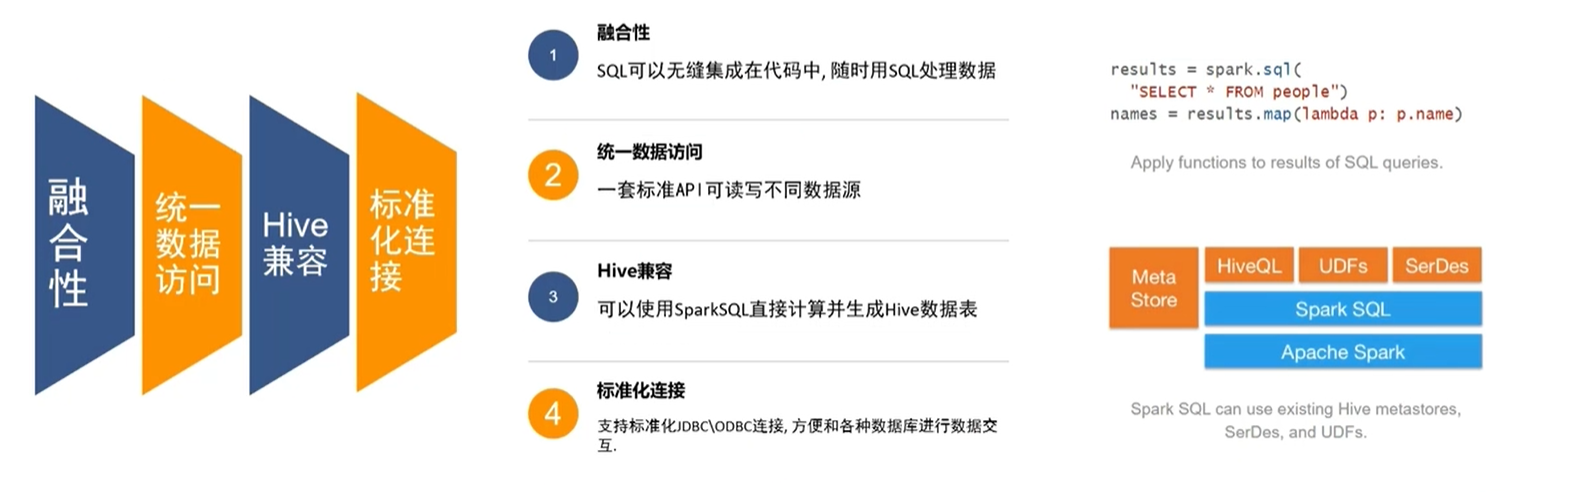 融
合
性
统一
数据
访问
Hive
兼容
标准
化连
接
1
融合性
SQL可以无缝集成在代码中, 随时用SQL处理数据
2
统一数据访问
一套标准API可读写不同数据源
3
Hive兼容
可以使用SparkSQL直接计算并生成Hive数据表
4
标准化连接
支持标准化JDBC\ODBC连接, 方便和各种数据库进行数据交
互.
results = spark.sql(
"SELECT * FROM people")
names = results.map(lambda p: p.name)
Apply functions to results of SQL queries.
Meta
Store
HiveQL
UDFs
SerDes
Spark SQL
Apache Spark
Spark SQL can use existing Hive metastores,
SerDes, and UDFs.